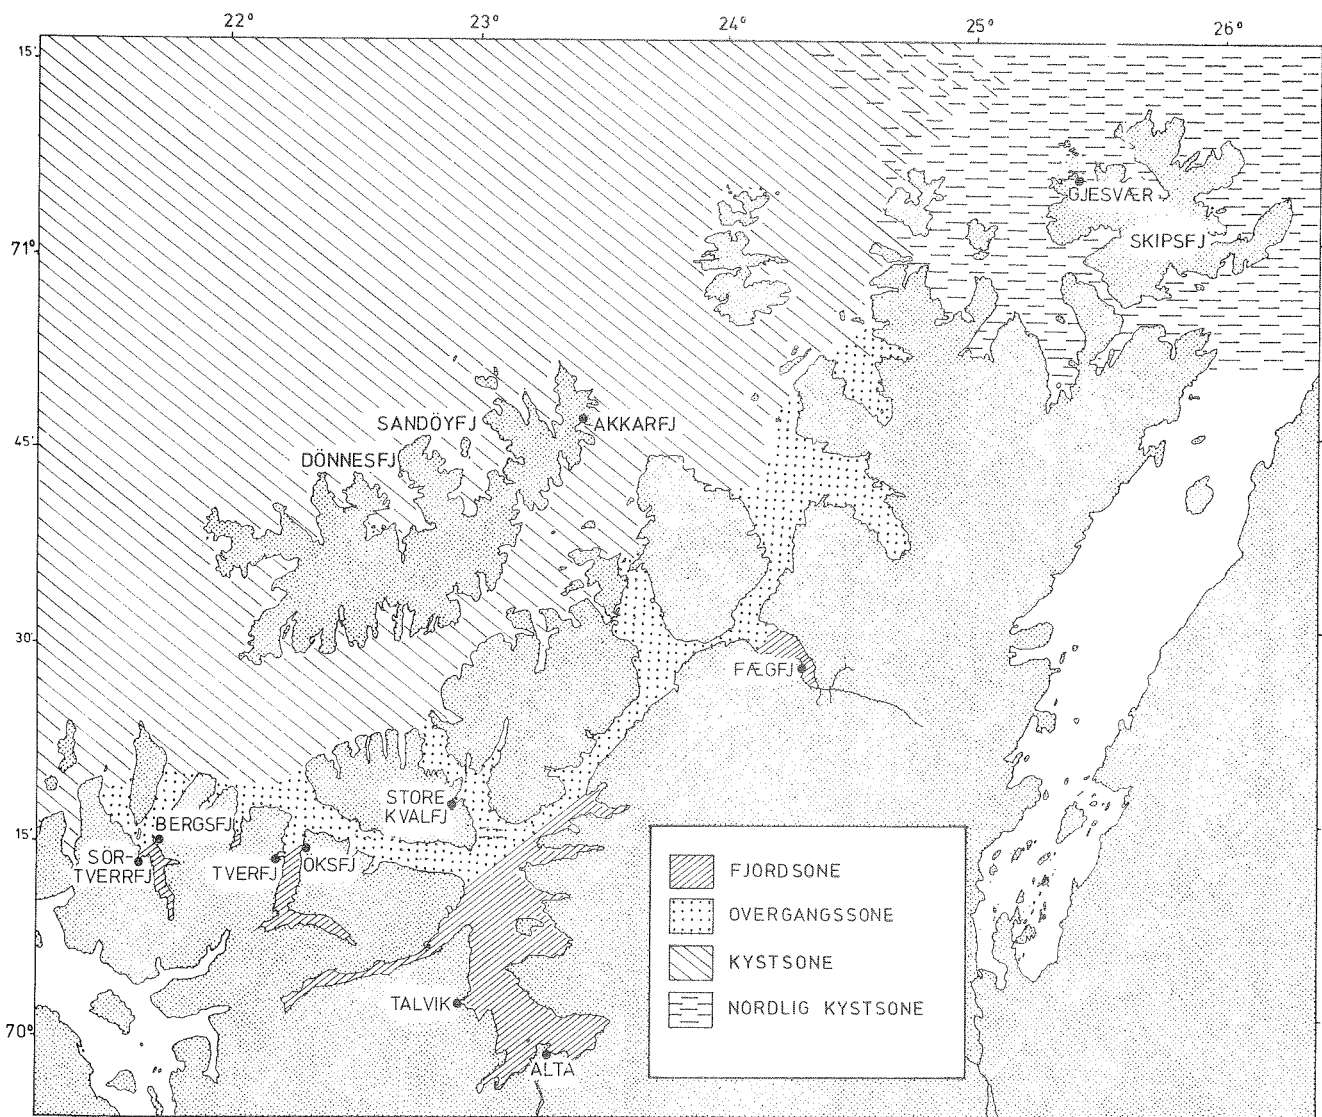 22° 23° 24° 25° 26°
15'
GJESVÆR
71°
SKIPSFJ
SANDÖYFJ
AKKARFJ
45'
DÖNNESFJ
30'
FÆGFJ
STORE
KVALFJ
15'
BERGSFJ
SÖR-
TVERRFJ
TVERFJ
ÖKSFJ
FJORDSONE
OVERGANGSSONE
KYSTSONE
NORDLIG KYSTSONE
TALVIK
70°
ALTA